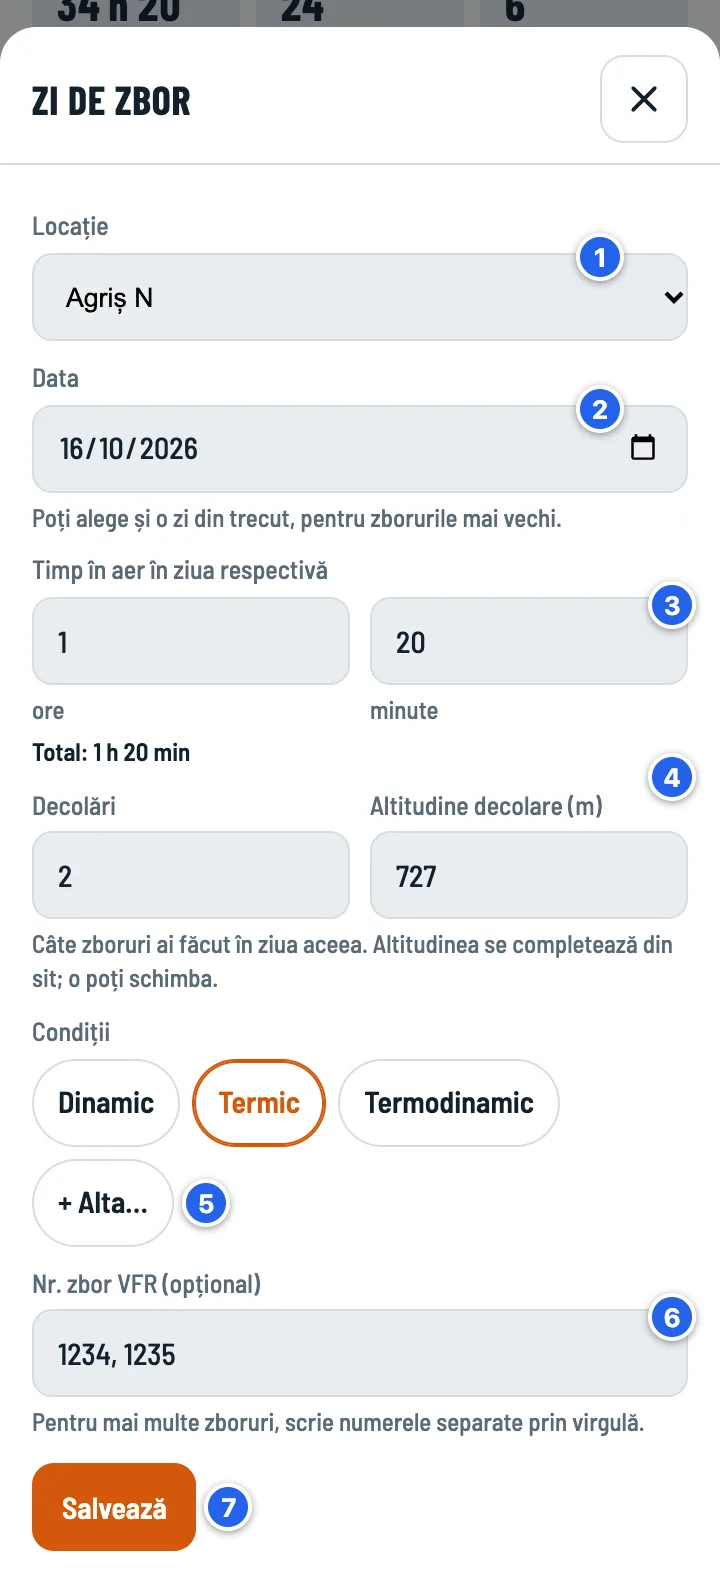 34 h 20
24
6
ZI DE ZBOR
Locație
1
Agriș N
Data
2
16/10/2026
Poți alege și o zi din trecut, pentru zborurile mai vechi.
Timp în aer în ziua respectivă
3
1
20
ore
minute
Total: 1 h 20 min
4
Decolări
Altitudine decolare (m)
2
727
Câte zboruri ai făcut în ziua aceea. Altitudinea se completează din
sit; o poți schimba.
Condiții
Dinamic
Termic
Termodinamic
+ Alta...
5
Nr. zbor VFR (opțional)
6
1234, 1235
Pentru mai multe zboruri, scrie numerele separate prin virgulă.
Salvează
7